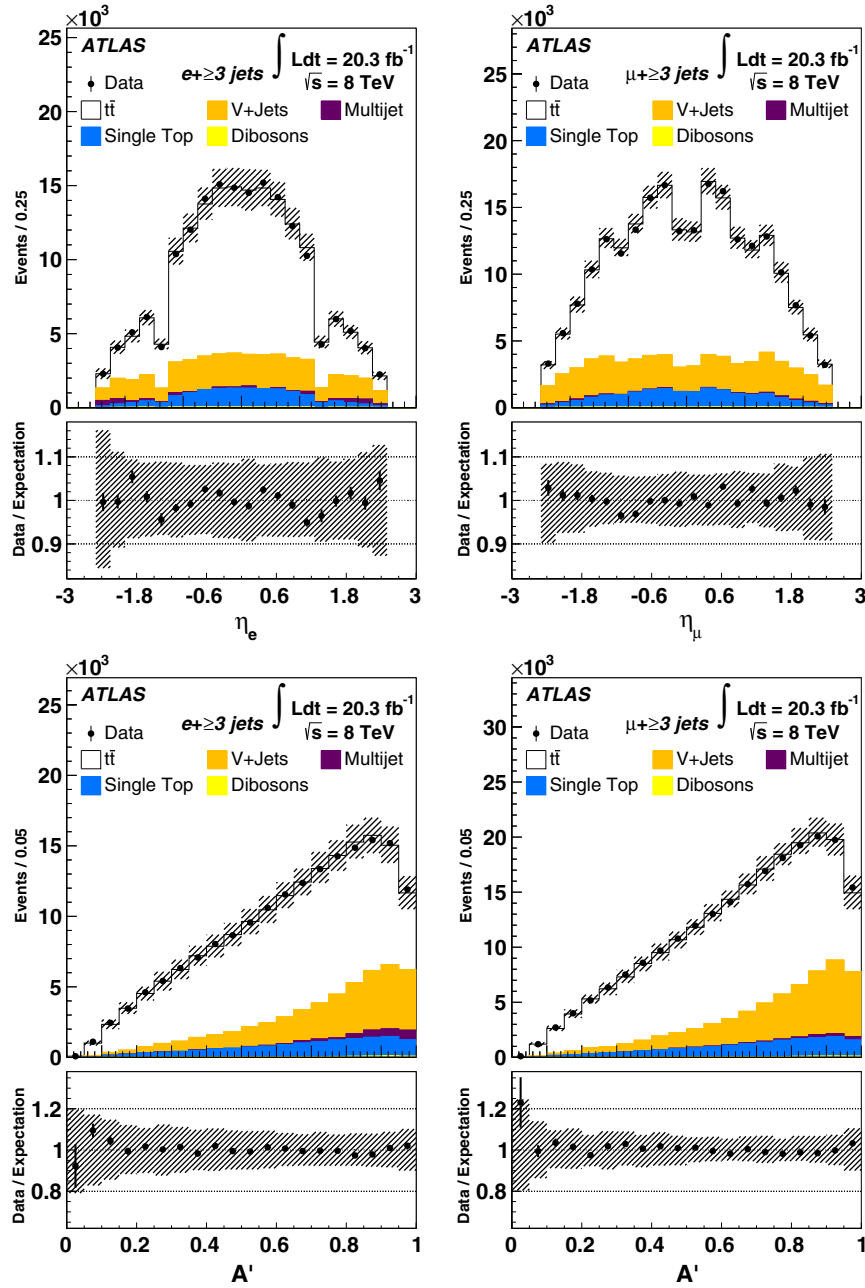 ×10³
ATLAS
e+≥3 jets ∫ Ldt = 20.3 fb⁻¹
√s = 8 TeV
Data
tt̄ V+Jets Multijet
Single Top Dibosons
Events / 0.25
25
20
15
10
5
0
Data / Expectation
1.1
1
0.9
-3 -1.8 -0.6 0.6 1.8 3
ηe
×10³
ATLAS
μ+≥3 jets ∫ Ldt = 20.3 fb⁻¹
√s = 8 TeV
Data
tt̄ V+Jets Multijet
Single Top Dibosons
Events / 0.25
25
20
15
10
5
0
Data / Expectation
1.1
1
0.9
-3 -1.8 -0.6 0.6 1.8 3
ημ
×10³
ATLAS
e+≥3 jets ∫ Ldt = 20.3 fb⁻¹
√s = 8 TeV
Data
tt̄ V+Jets Multijet
Single Top Dibosons
Events / 0.05
25
20
15
10
5
0
Data / Expectation
1.2
1
0.8
0 0.2 0.4 0.6 0.8 1
A'
×10³
ATLAS
μ+≥3 jets ∫ Ldt = 20.3 fb⁻¹
√s = 8 TeV
Data
tt̄ V+Jets Multijet
Single Top Dibosons
Events / 0.05
30
25
20
15
10
5
0
Data / Expectation
1.2
1
0.8
0 0.2 0.4 0.6 0.8 1
A'